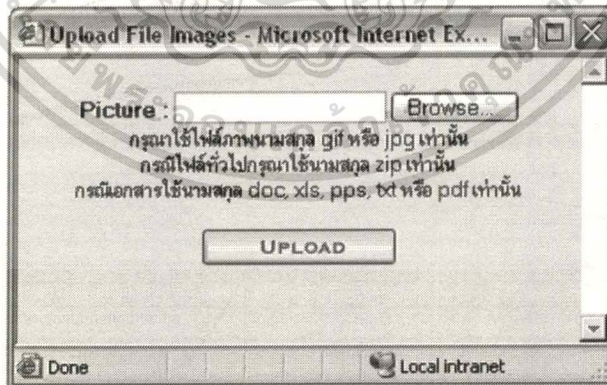 Upload File Images - Microsoft Internet Ex...
Picture : Browse...
กรุณาใช้ไฟล์ภาพนามสกุล gif หรือ jpg เท่านั้น
กรณีไฟล์ทั่วไปกรุณาใช้นามสกุล zip เท่านั้น
กรณีเอกสารใช้นามสกุล doc, xls, pps, txt หรือ pdf เท่านั้น
UPLOAD
Done Local intranet